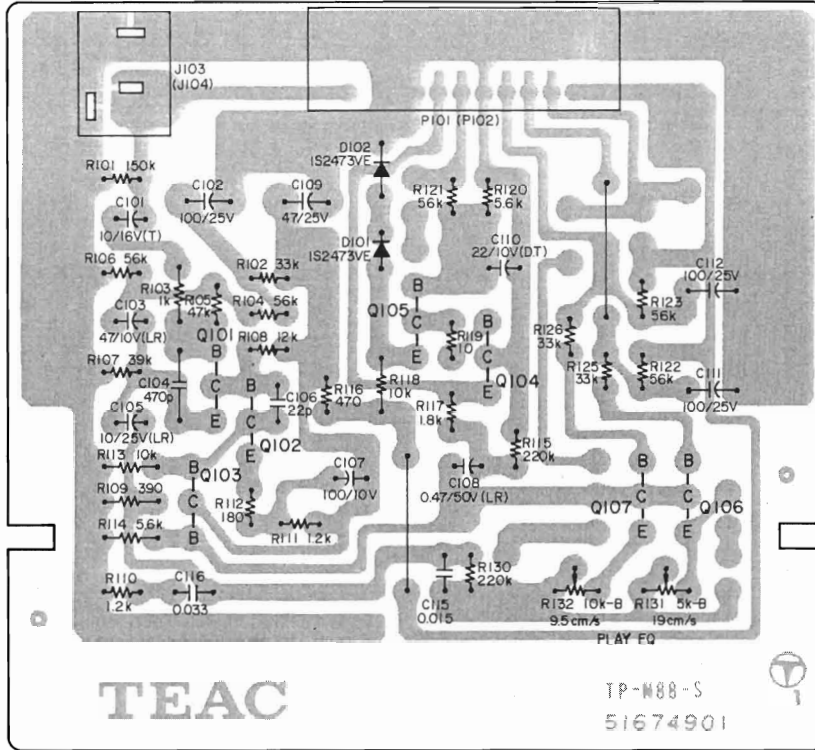 J103
(J104)
P101 (P102)
D102
1S2473VE
R101 150k
C102
100/25V
C109
47/25V
R121
56k
R120
5.6k
C101
10/16V(T)
D101
1S2473VE
C110
22/10V(DT)
C112
100/25V
R106 56k
R102 33k
R103
1k
R105
47k
R104 56k
Q105
B
C
E
R123
56k
C103
47/10V(LR)
Q101
B
C
E
R108 12k
R119
10
B
C
E
Q104
R126
33k
R107 39k
C104
470p
C106
22p
R116
470
R118
10k
R125
33k
R122
56k
C111
100/25V
C105
10/25V(LR)
B
C
E
Q102
R117
1.8k
R115
220k
R113 10k
Q103
B
C
B
C107
100/10V
C108
0.47/50V(LR)
B
C
E
Q107
B
C
E
Q106
R109 390
R112
180
R114 5.6k
R111 1.2k
R110
1.2k
C116
0.033
C115
0.015
R130
220k
R132 10k-B
9.5cm/s
R131 5k-B
19cm/s
PLAY EQ
TEAC
TP-W88-S
51674901
1